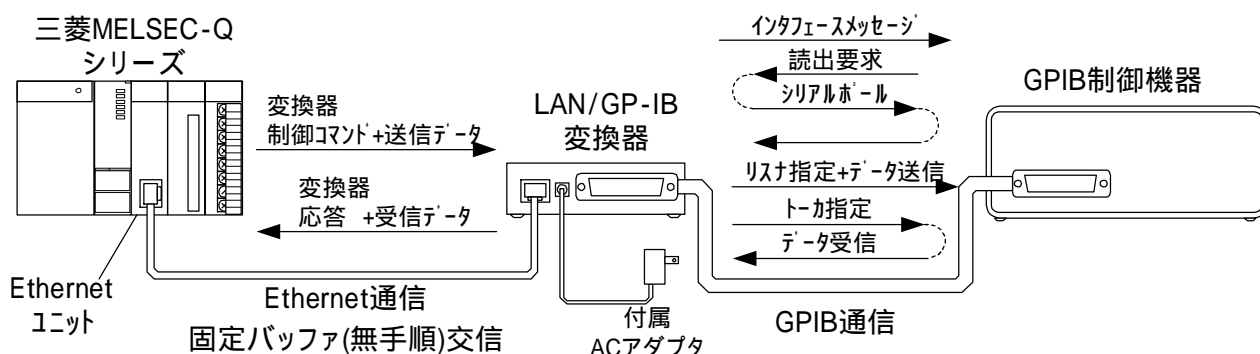 三菱MELSEC-Q
シリーズ
変換器
制御ｺﾏﾝﾄﾞ+送信ﾃﾞｰﾀ
変換器
応答 +受信ﾃﾞｰﾀ
Ethernet
ﾕﾆｯﾄ
Ethernet通信
固定バッファ(無手順)交信
LAN/GP-IB
変換器
付属
ACアダプタ
ｲﾝﾀﾌｪｰｽﾒｯｾｰｼﾞ
読出要求
ｼﾘｱﾙﾎﾟｰﾙ
ﾘｽﾅ指定+ﾃﾞｰﾀ送信
ﾄｰｶ指定
ﾃﾞｰﾀ受信
GPIB通信
GPIB制御機器